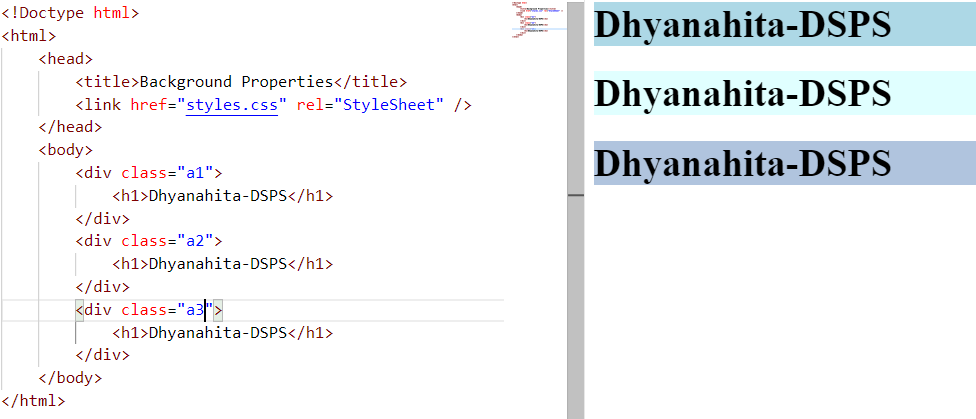 <!Doctype html>
<html>
<head>
<title>Background Properties</title>
<link href="styles.css" rel="StyleSheet" />
</head>
<body>
<div class="a1">
<h1>Dhyanahita-DSPS</h1>
</div>
<div class="a2">
<h1>Dhyanahita-DSPS</h1>
</div>
<div class="a3">
<h1>Dhyanahita-DSPS</h1>
</div>
</body>
</html>
Dhyanahita-DSPS
Dhyanahita-DSPS
Dhyanahita-DSPS